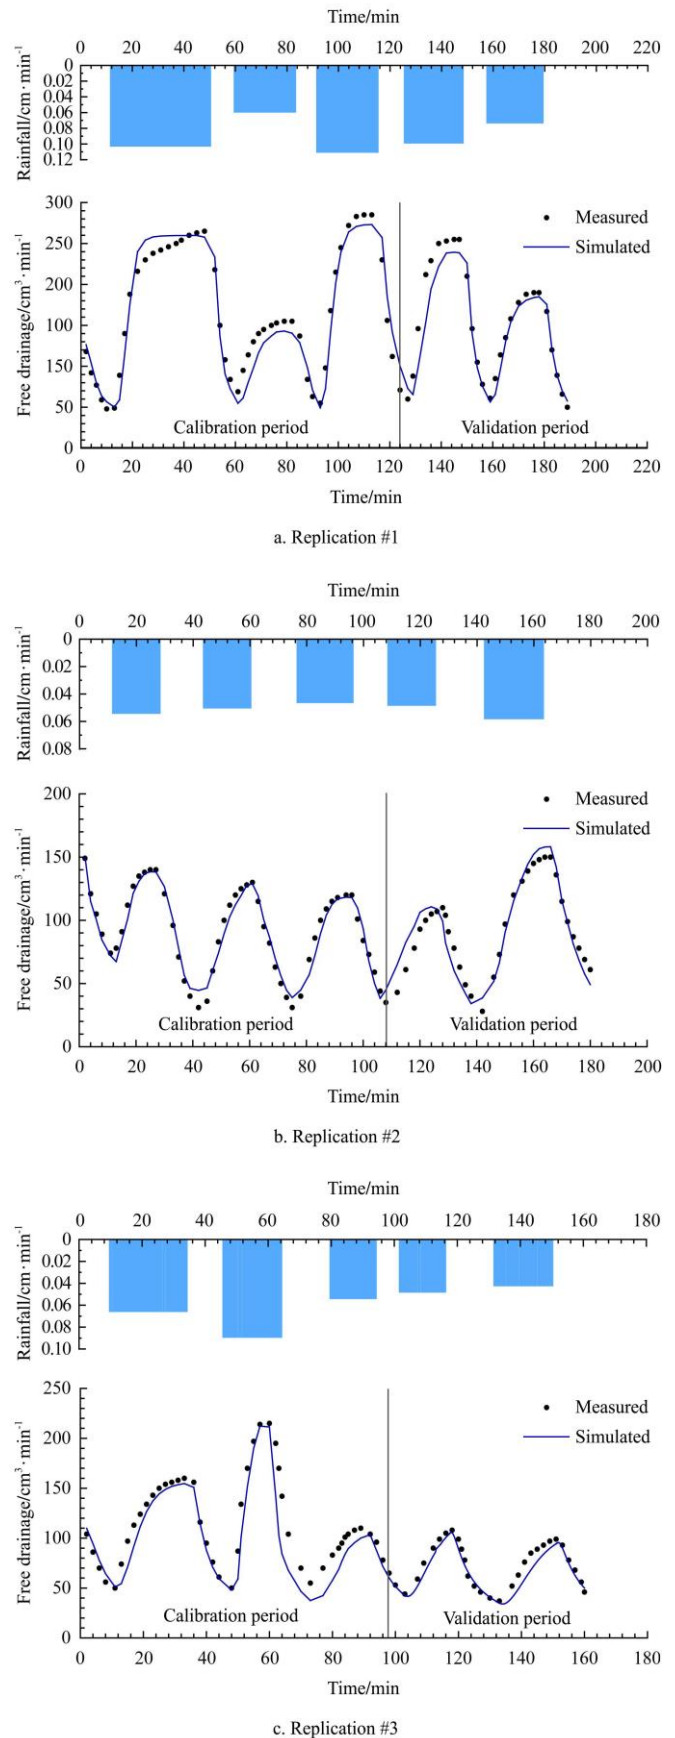 Time/min
0 20 40 60 80 100 120 140 160 180 200 220
Rainfall/cm·min⁻¹
0
0.02
0.04
0.06
0.08
0.10
0.12
Free drainage/cm³·min⁻¹
300
250
200
100
150
50
0
Measured
Simulated
Calibration period
Validation period
0 20 40 60 80 100 120 140 160 180 200 220
Time/min
a. Replication #1
Time/min
0 20 40 60 80 100 120 140 160 180 200
Rainfall/cm·min⁻¹
0
0.02
0.04
0.06
0.08
Free drainage/cm³·min⁻¹
200
150
100
50
0
Measured
Simulated
Calibration period
Validation period
0 20 40 60 80 100 120 140 160 180 200
Time/min
b. Replication #2
Time/min
0 20 40 60 80 100 120 140 160 180
Rainfall/cm·min⁻¹
0
0.02
0.04
0.06
0.08
0.10
Free drainage/cm³·min⁻¹
250
200
150
100
50
0
Measured
Simulated
Calibration period
Validation period
0 20 40 60 80 100 120 140 160 180
Time/min
c. Replication #3